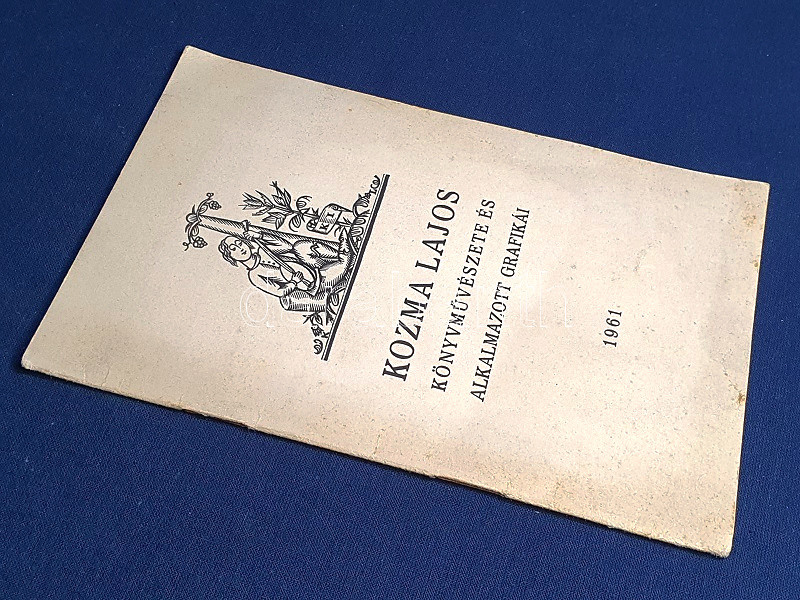 KOZMA LAJOS
KÖNYVMŰVÉSZETE ÉS
ALKALMAZOTT GRAFIKÁI
1961